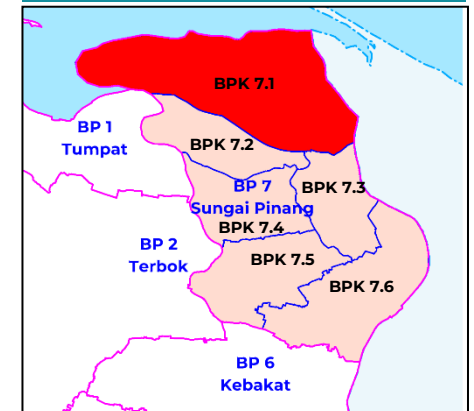 BPK 7.1
BP 1
Tumpat
BPK 7.2
BP 7
Sungai Pinang
BPK 7.3
BPK 7.4
BP 2
Terbok
BPK 7.5
BPK 7.6
BP 6
Kebakat